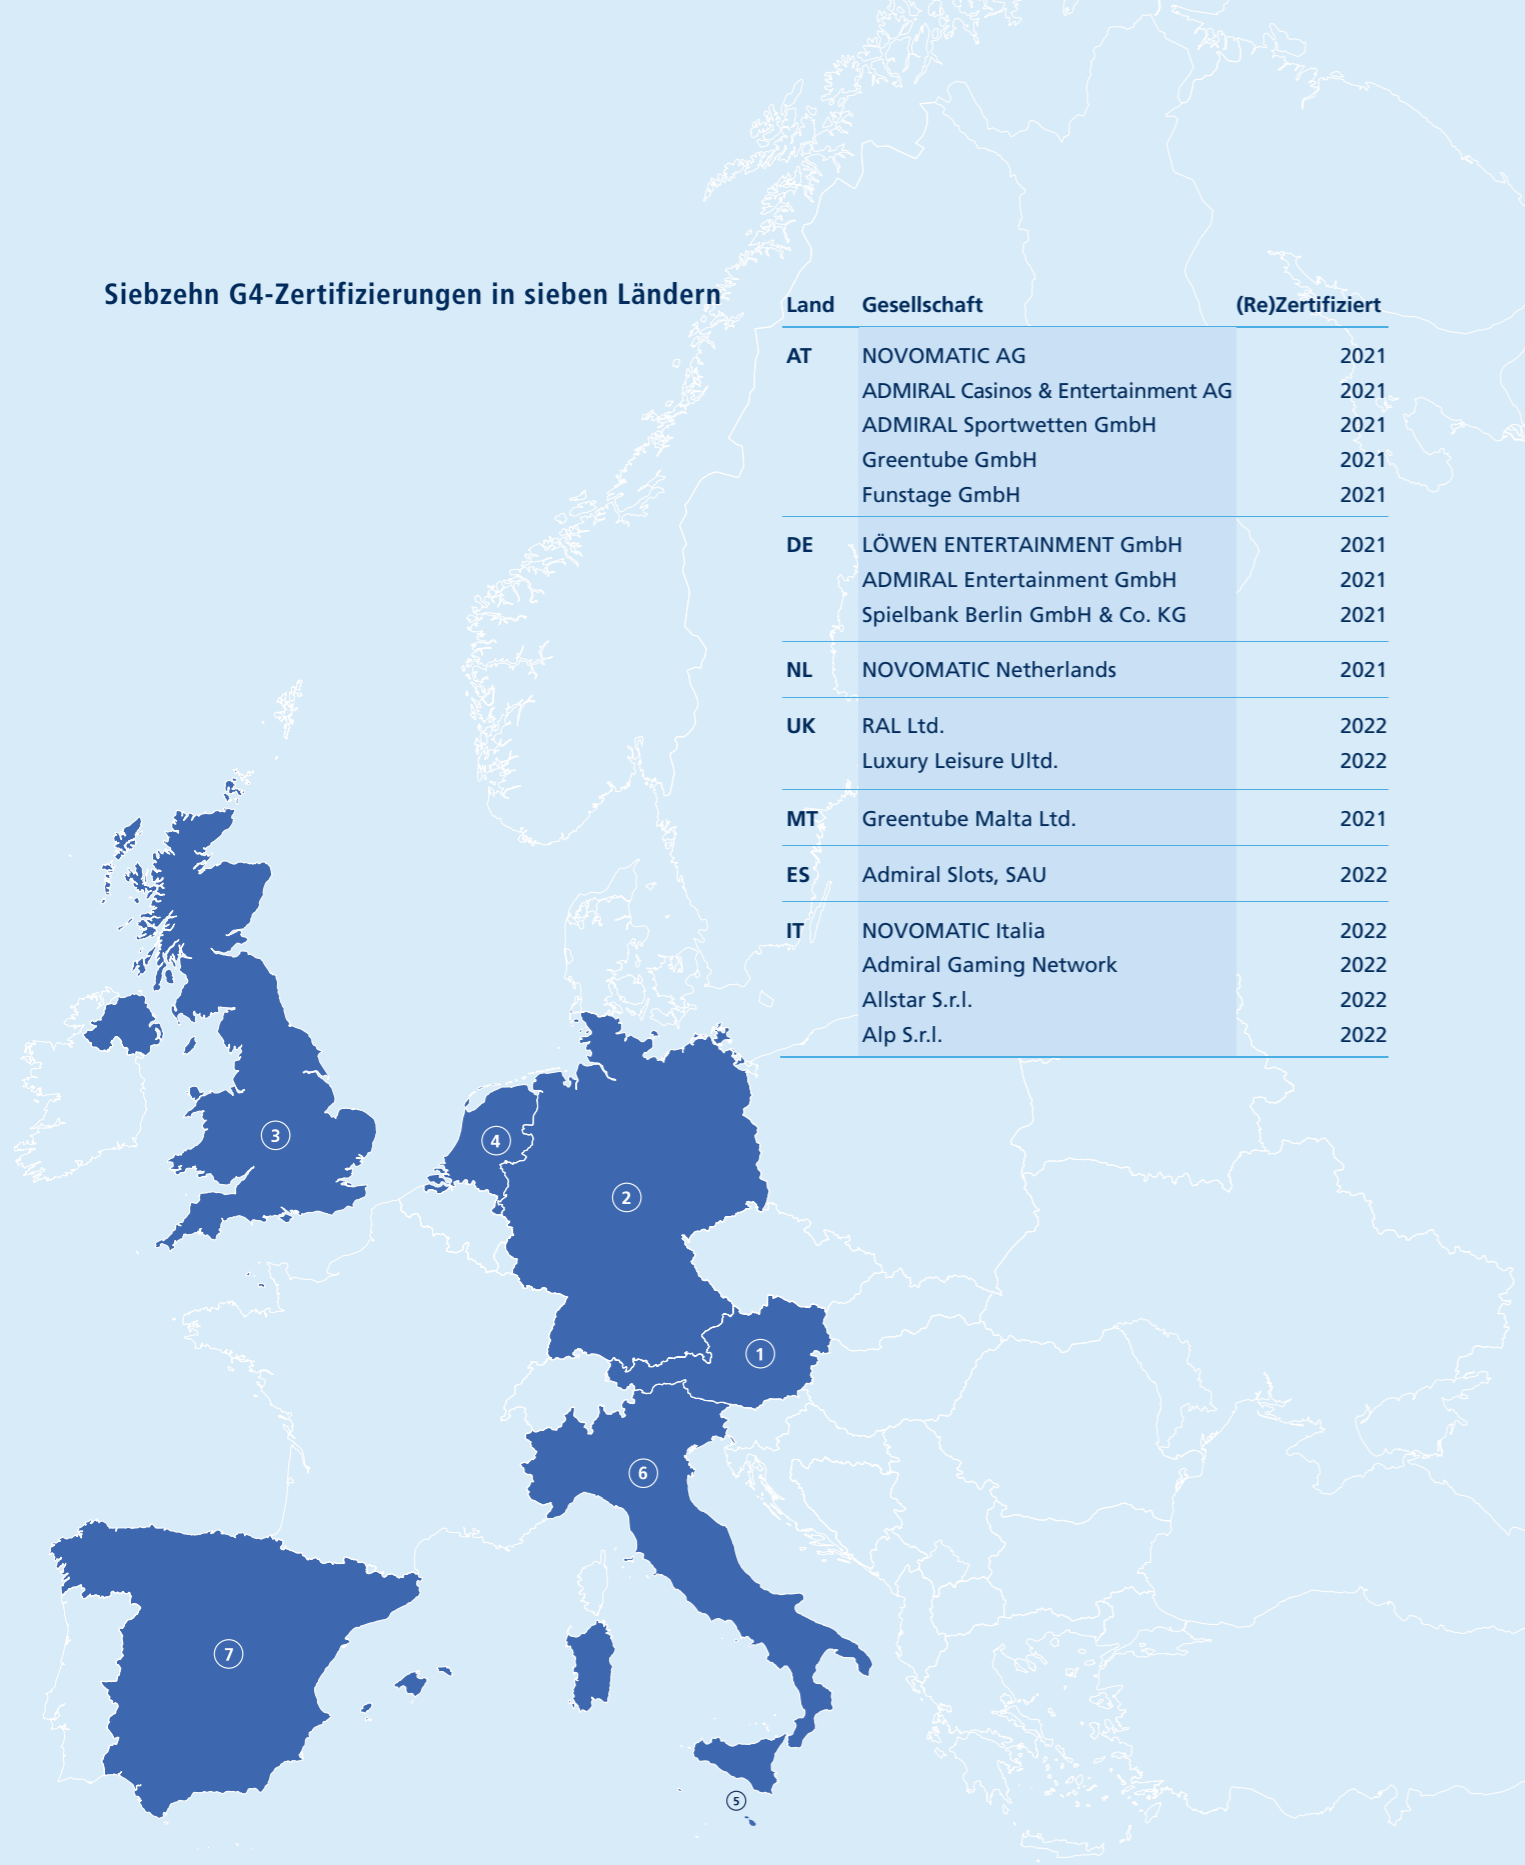 Siebzehn G4-Zertifizierungen in sieben Ländern
Land Gesellschaft (Re)Zertifiziert
AT NOVOMATIC AG 2021
ADMIRAL Casinos & Entertainment AG 2021
ADMIRAL Sportwetten GmbH 2021
Greentube GmbH 2021
Funstage GmbH 2021
DE LÖWEN ENTERTAINMENT GmbH 2021
ADMIRAL Entertainment GmbH 2021
Spielbank Berlin GmbH & Co. KG 2021
NL NOVOMATIC Netherlands 2021
UK RAL Ltd. 2022
Luxury Leisure Ultd. 2022
MT Greentube Malta Ltd. 2021
ES Admiral Slots, SAU 2022
IT NOVOMATIC Italia 2022
Admiral Gaming Network 2022
Allstar S.r.l. 2022
Alp S.r.l. 2022
3
4
2
1
6
7
5